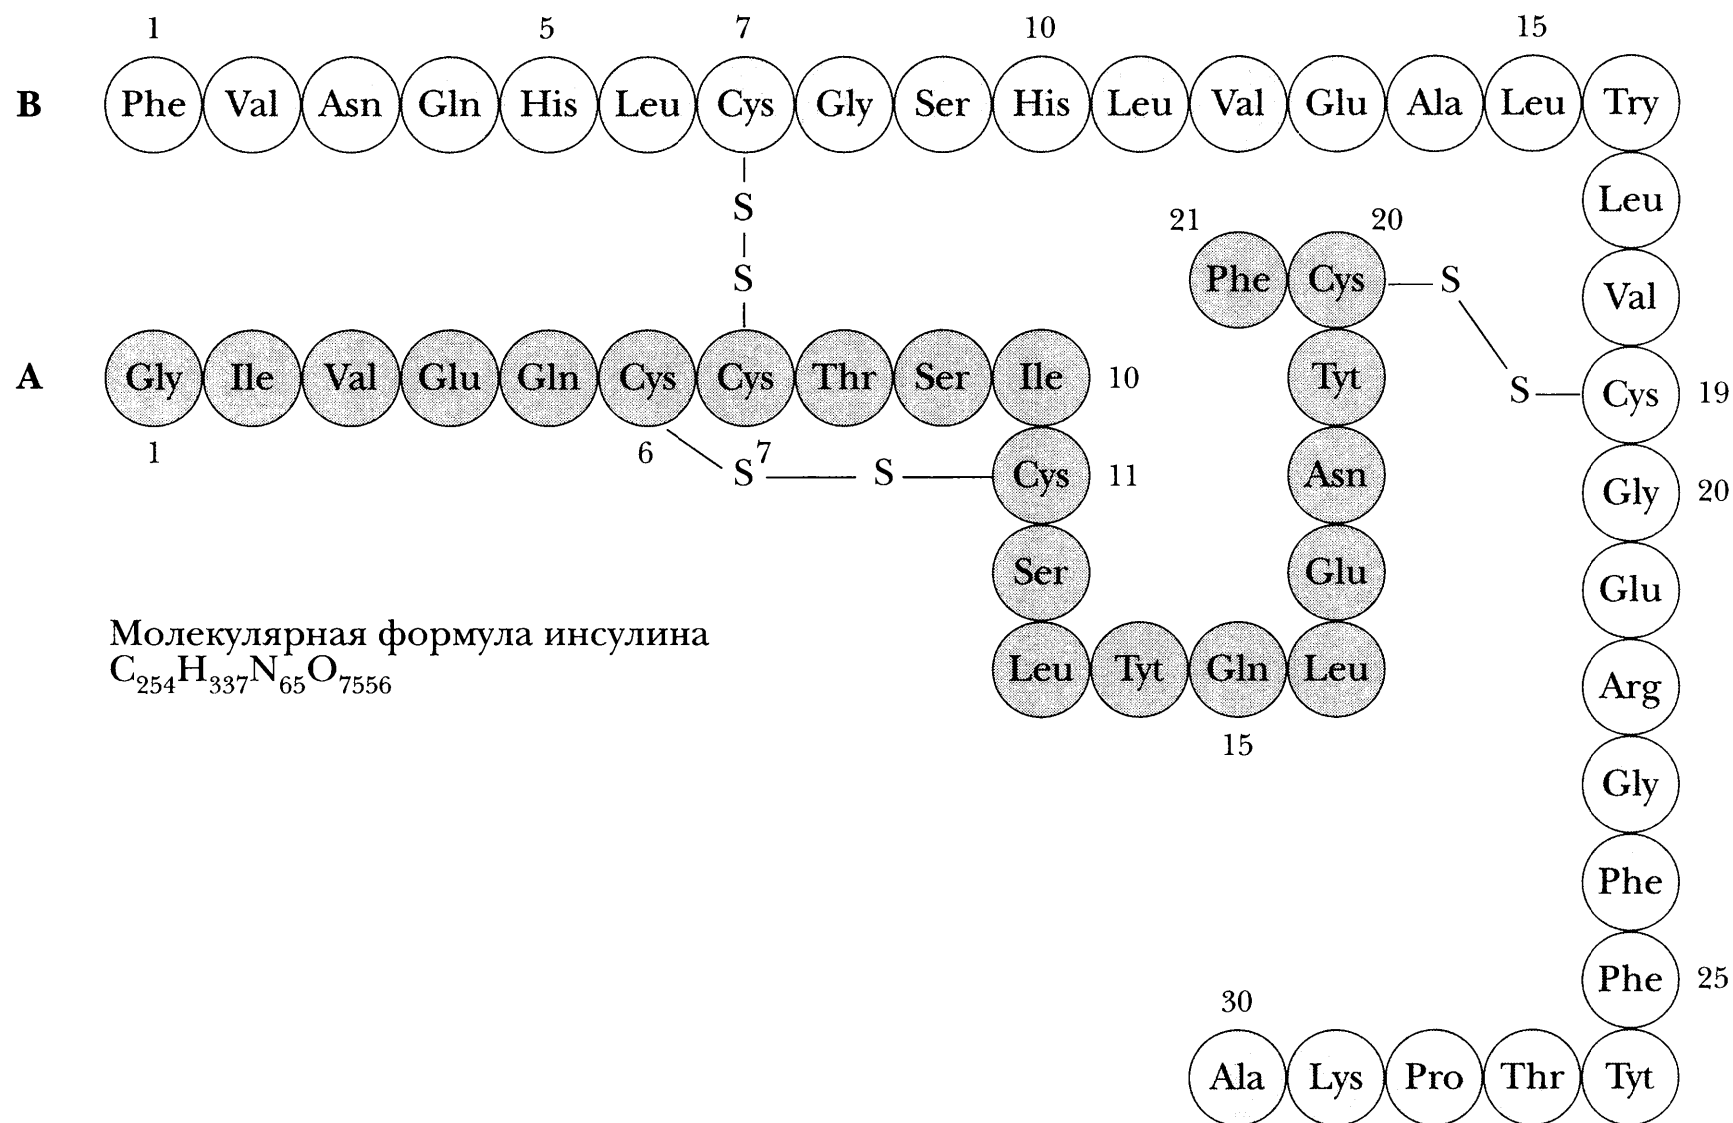 1 5 7 10 15
B Phe Val Asn Gln His Leu Cys Gly Ser His Leu Val Glu Ala Leu Try
Leu
S
21 20
Phe Cys S
Val
S
A Gly Ile Val Glu Gln Cys Cys Thr Ser Ile 10
Tyt
S Cys 19
1 6 7
S S Cys 11
Asn
Gly 20
Ser
Glu
Glu
Молекулярная формула инсулина
C254H337N65O7556
Leu Tyt Gln Leu
Arg
15
Gly
Phe
Phe 25
30
Ala Lys Pro Thr Tyt